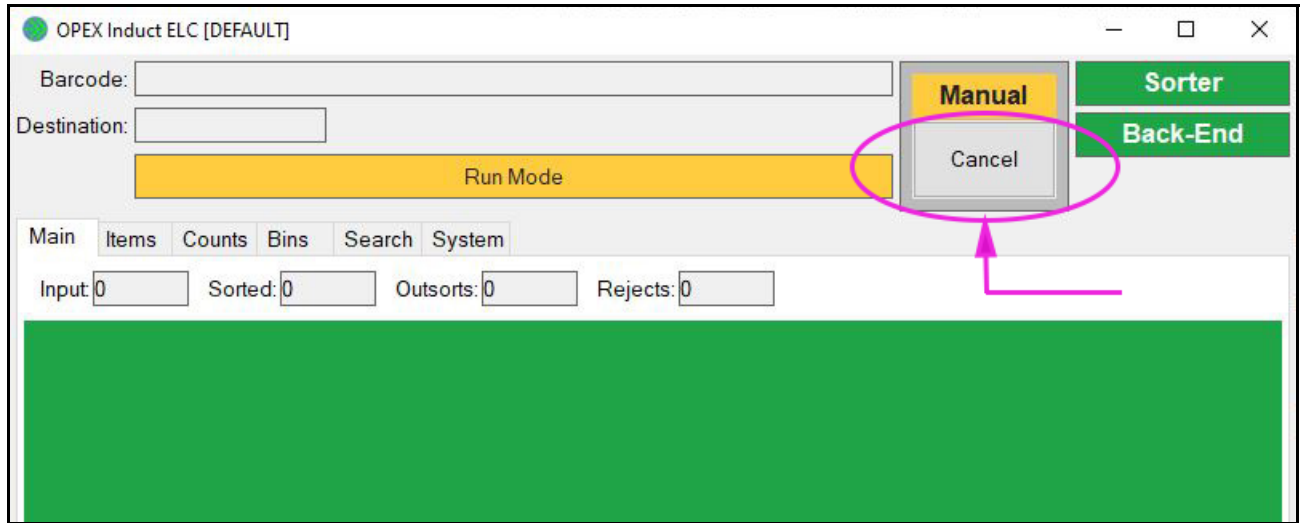 OPEX Induct ELC [DEFAULT]
Barcode:
Manual
Sorter
Destination:
Back-End
Cancel
Run Mode
Main Items Counts Bins Search System
Input: 0 Sorted: 0 Outsorts: 0 Rejects: 0